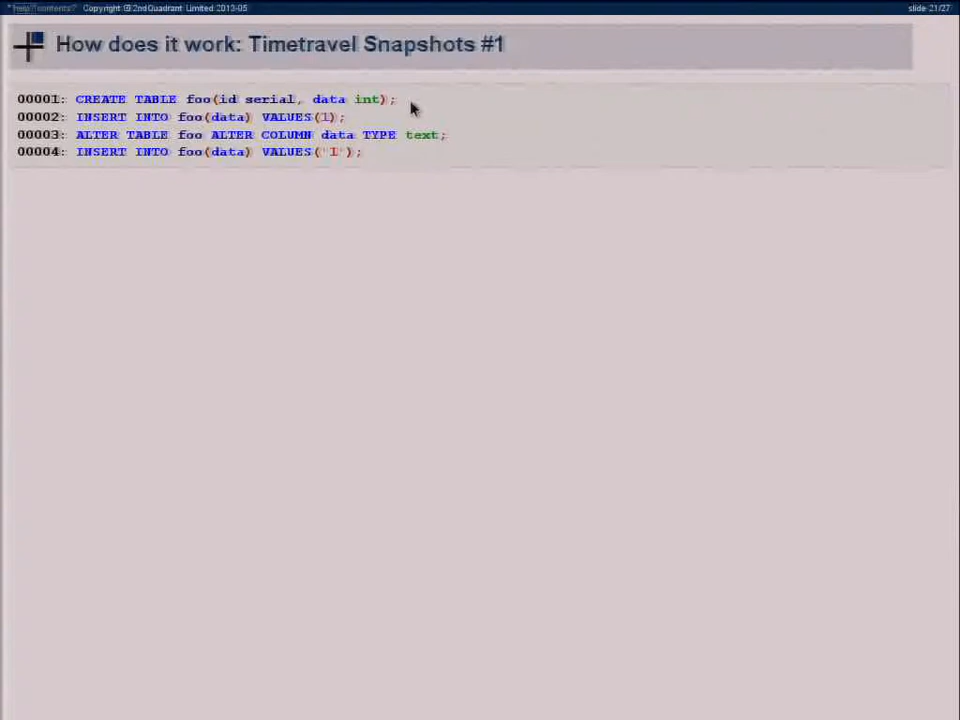 *help? contents? Copyright © 2ndQuadrant Limited 2013-05
slide 21/27
How does it work: Timetravel Snapshots #1
00001: CREATE TABLE foo(id serial, data int);
00002: INSERT INTO foo(data) VALUES(1);
00003: ALTER TABLE foo ALTER COLUMN data TYPE text;
00004: INSERT INTO foo(data) VALUES('1');